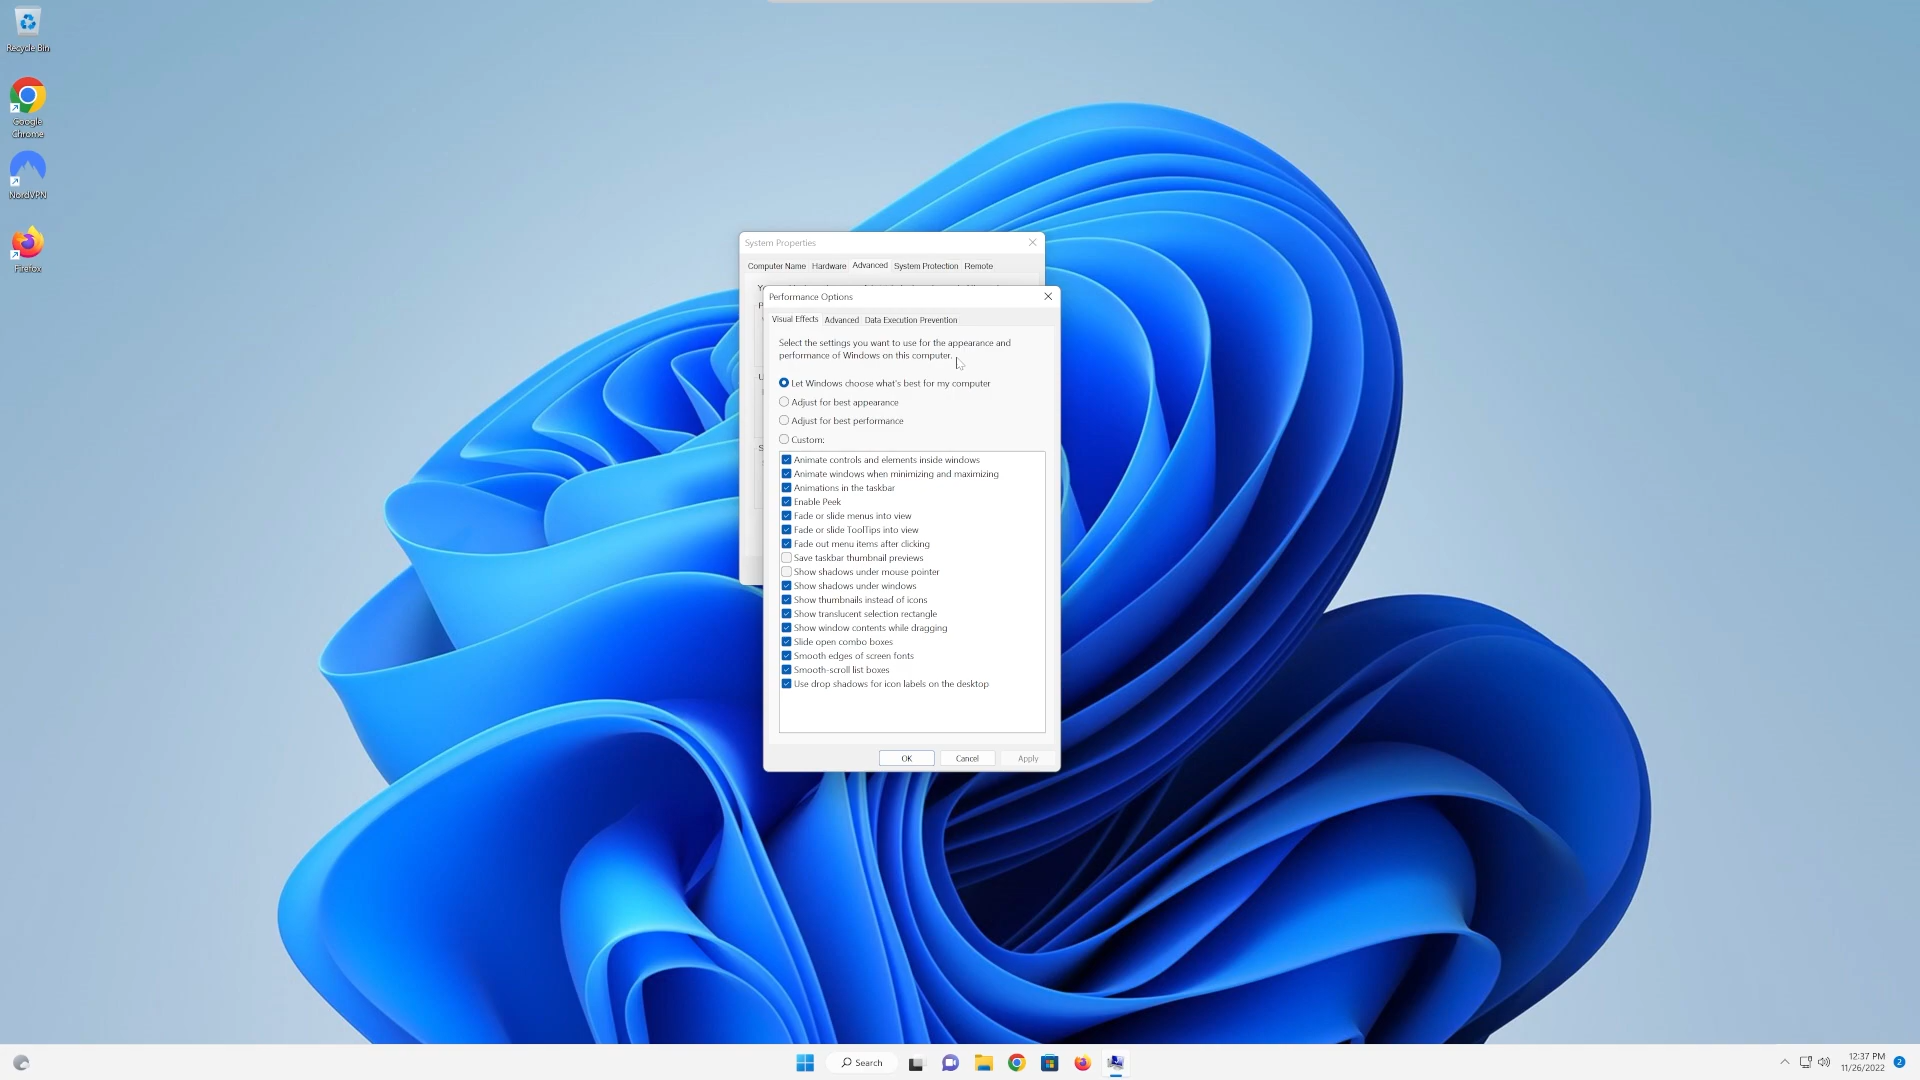 Recycle Bin
Google
Chrome
NordVPN
Firefox
System Properties
Computer Name Hardware Advanced System Protection Remote
Performance Options
Visual Effects Advanced Data Execution Prevention
Select the settings you want to use for the appearance and
performance of Windows on this computer.
Let Windows choose what's best for my computer
Adjust for best appearance
Adjust for best performance
Custom:
Animate controls and elements inside windows
Animate windows when minimizing and maximizing
Animations in the taskbar
Enable Peek
Fade or slide menus into view
Fade or slide ToolTips into view
Fade out menu items after clicking
Save taskbar thumbnail previews
Show shadows under mouse pointer
Show shadows under windows
Show thumbnails instead of icons
Show translucent selection rectangle
Show window contents while dragging
Slide open combo boxes
Smooth edges of screen fonts
Smooth-scroll list boxes
Use drop shadows for icon labels on the desktop
OK Cancel Apply
Search
12:37 PM
11/26/2022
2